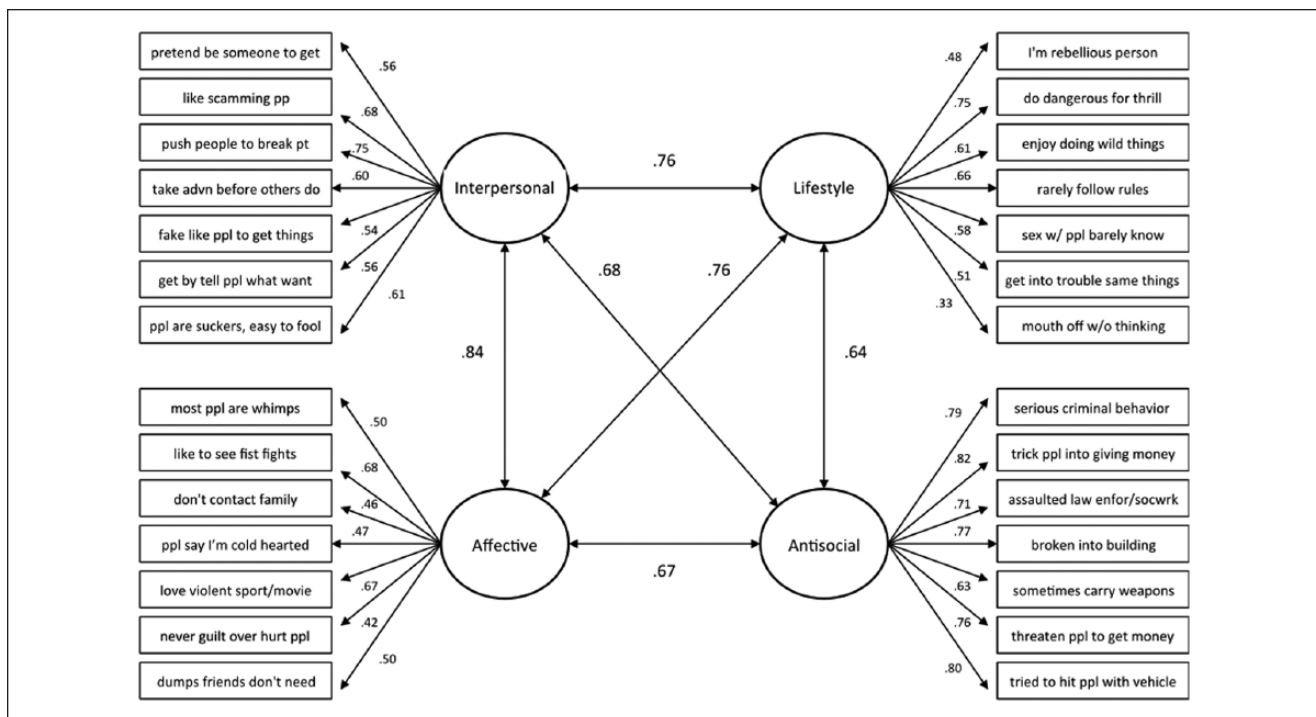 pretend be someone to get
like scamming pp
push people to break pt
take advn before others do
fake like ppl to get things
get by tell ppl what want
ppl are suckers, easy to fool
.56
.68
.75
.60
.54
.56
.61
Interpersonal
.76
Lifestyle
.48
.75
.61
.66
.58
.51
.33
I'm rebellious person
do dangerous for thrill
enjoy doing wild things
rarely follow rules
sex w/ ppl barely know
get into trouble same things
mouth off w/o thinking
.68
.76
.84
.64
most ppl are whimps
like to see fist fights
don't contact family
ppl say I'm cold hearted
love violent sport/movie
never guilt over hurt ppl
dumps friends don't need
.50
.68
.46
.47
.67
.42
.50
Affective
.67
Antisocial
.79
.82
.71
.77
.63
.76
.80
serious criminal behavior
trick ppl into giving money
assaulted law enfor/socwrk
broken into building
sometimes carry weapons
threaten ppl to get money
tried to hit ppl with vehicle